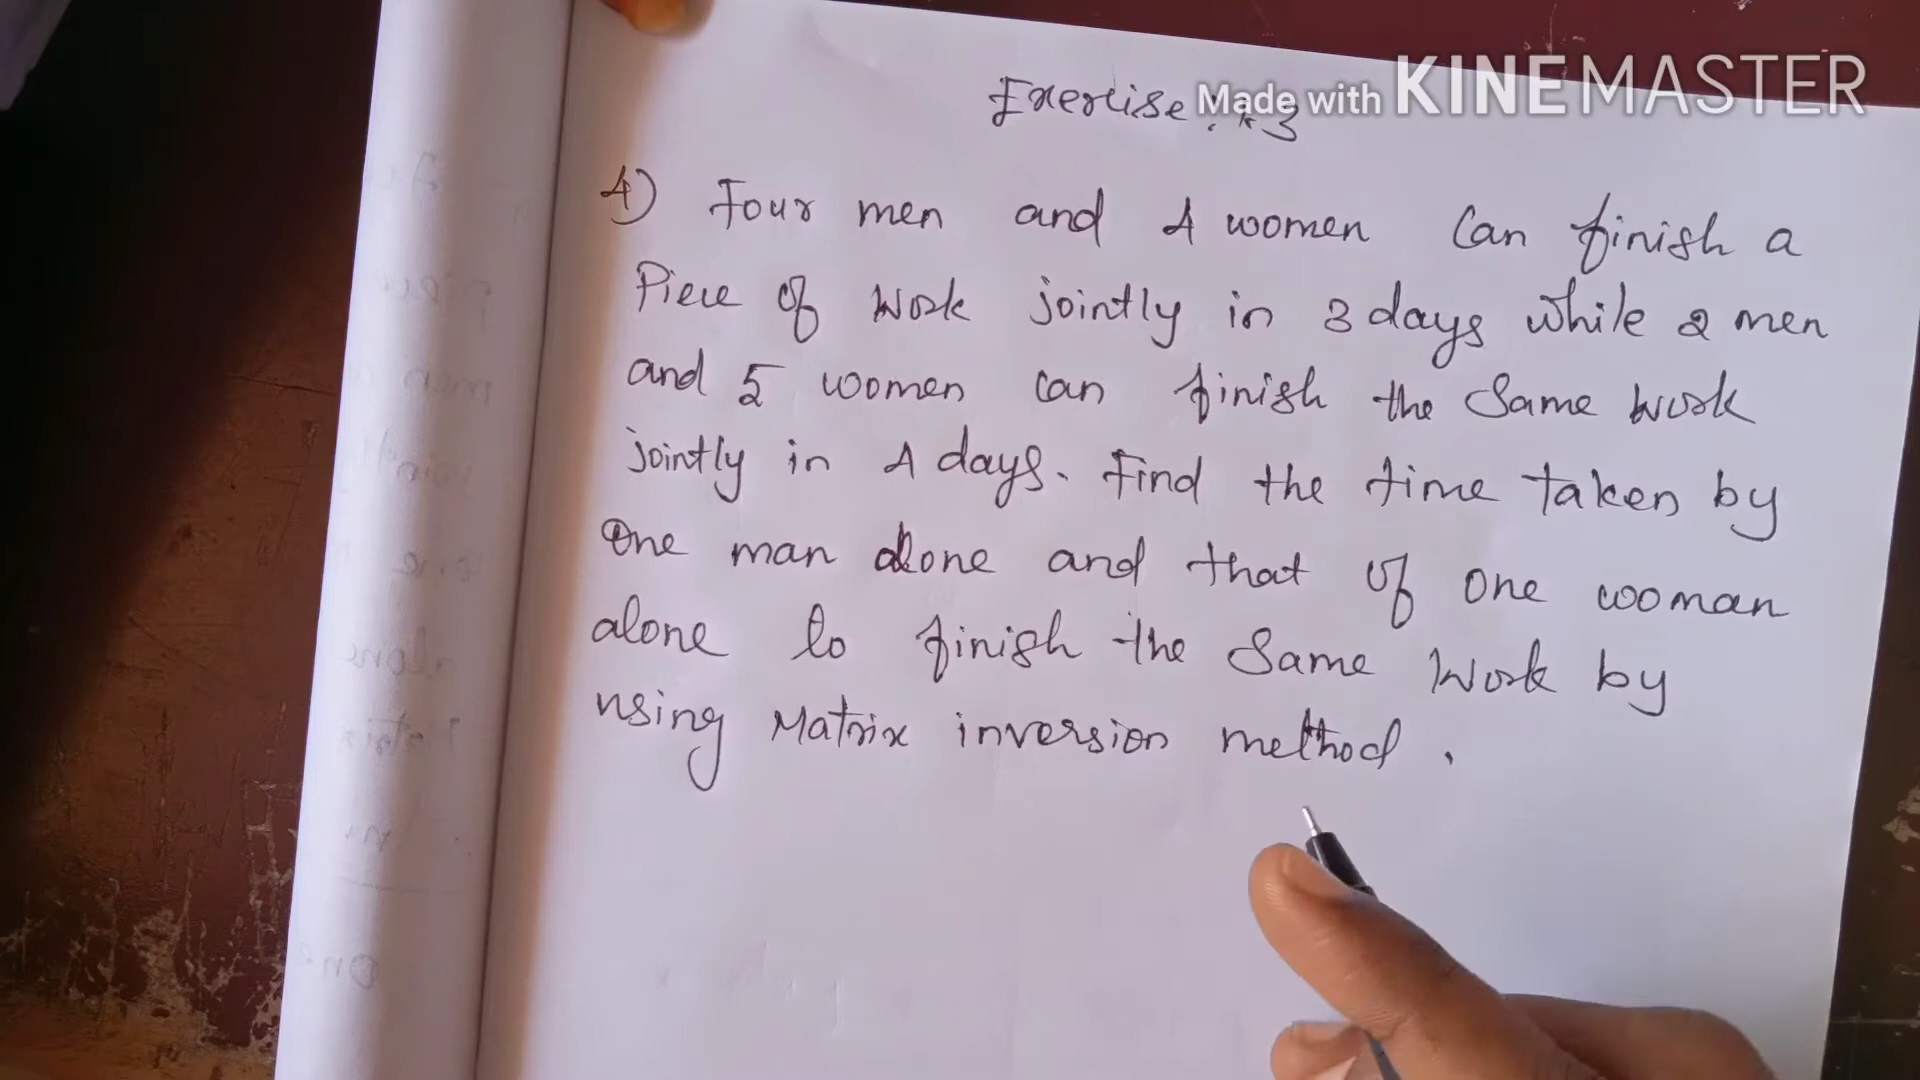 Exercise: 1.3
Made with KINEMASTER
4) Four men and 4 women can finish a
Piece of work jointly in 3 days while 2 men
and 5 women can finish the same work
jointly in 4 days. Find the time taken by
One man alone and that of one woman
alone to finish the same work by
using Matrix inversion method.